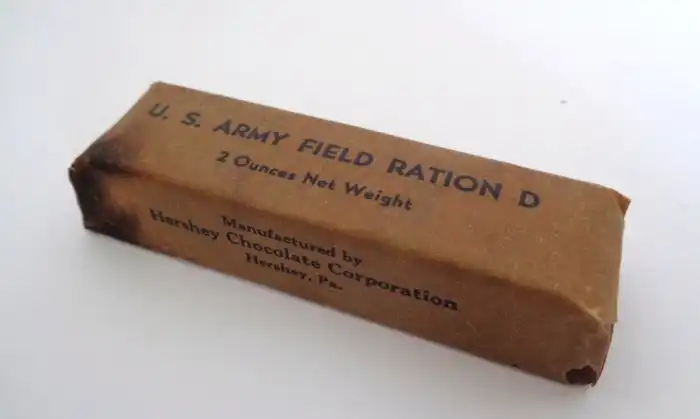 U. S. ARMY FIELD RATION D
2 Ounces Net Weight
Manufactured by
Hershey Chocolate Corporation
Hershey, Pa.